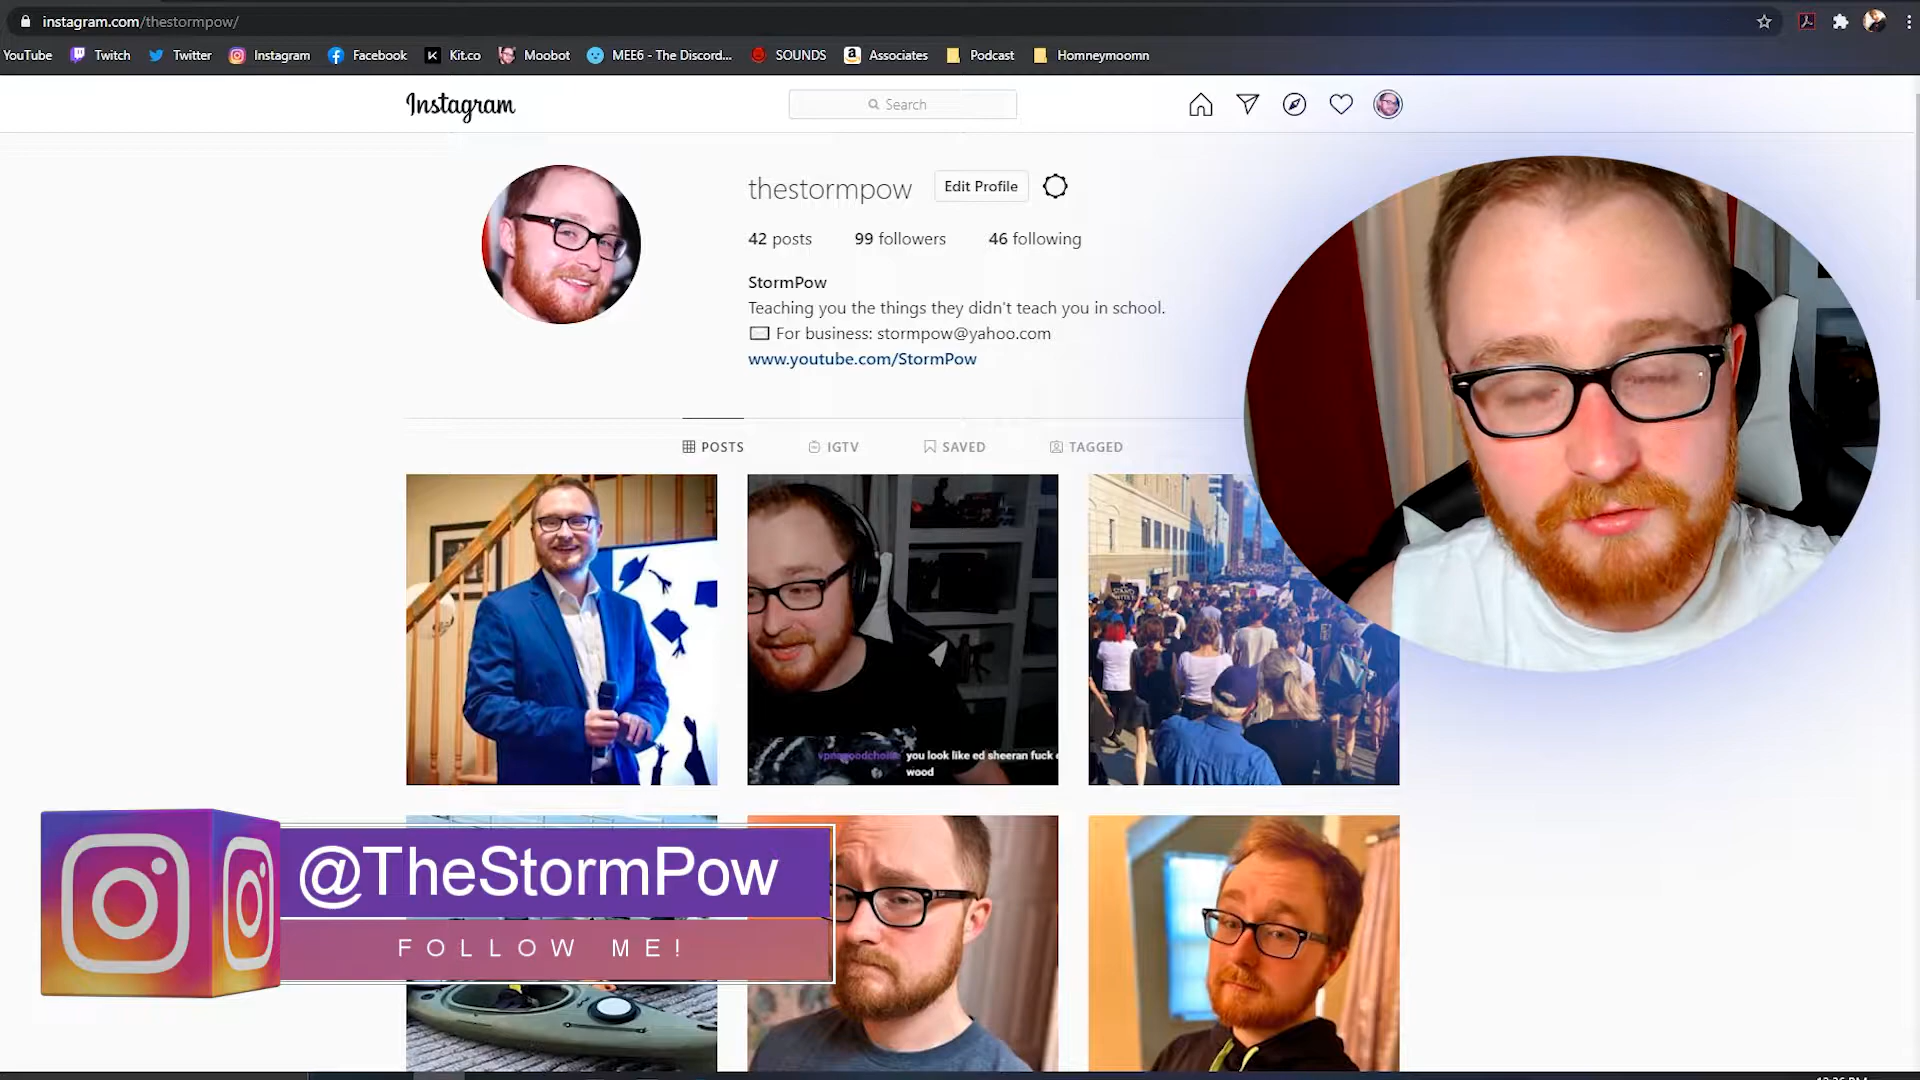 instagram.com/thestormpow/
YouTube Twitch Twitter Instagram Facebook Kit.co Moobot MEE6 - The Discord... SOUNDS Associates Podcast Homneymoomn
Instagram
Search
thestormpow Edit Profile
42 posts 99 followers 46 following
StormPow
Teaching you the things they didn't teach you in school.
For business: stormpow@yahoo.com
www.youtube.com/StormPow
POSTS IGTV SAVED TAGGED
you look like ed sheeran fuck
wood
@TheStormPow
FOLLOW ME!